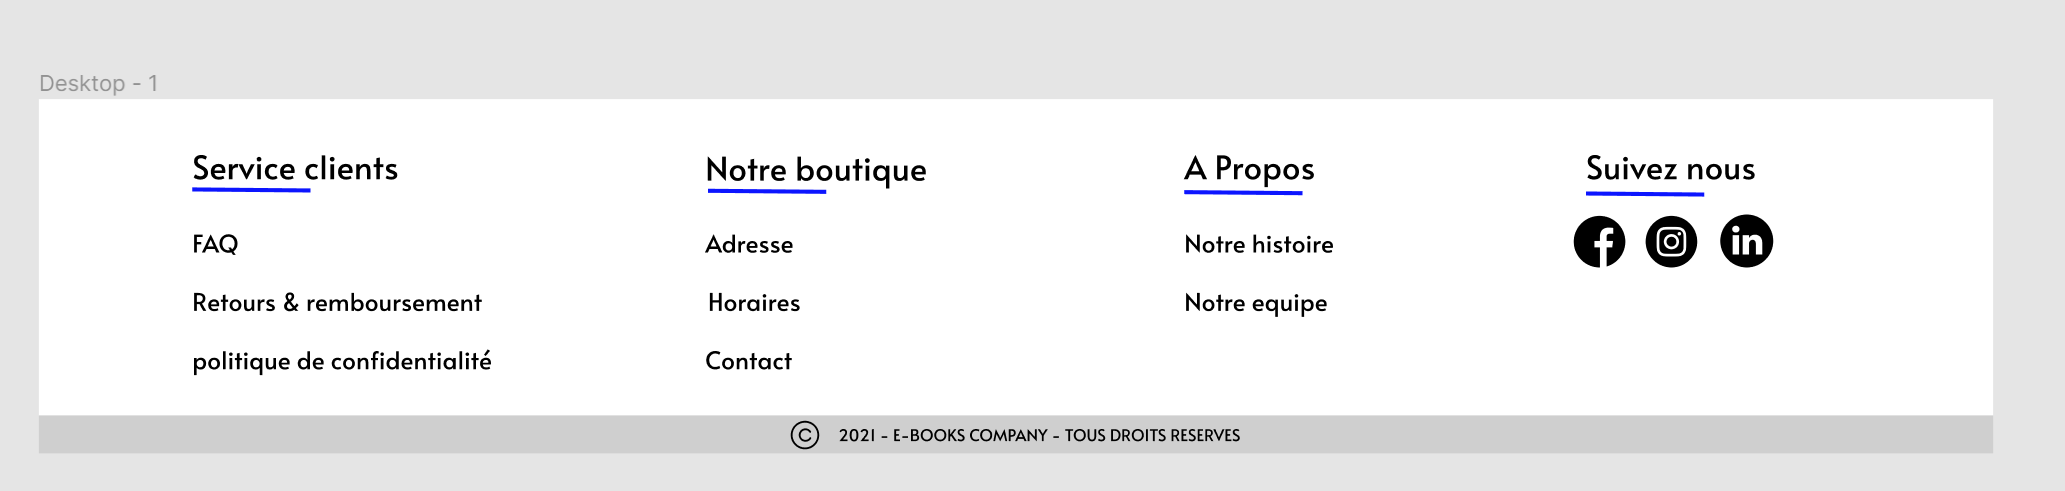 Desktop - 1
Service clients
FAQ
Retours & remboursement
politique de confidentialité
Notre boutique
Adresse
Horaires
Contact
A Propos
Notre histoire
Notre equipe
Suivez nous
f in
© 2021 - E-BOOKS COMPANY - TOUS DROITS RESERVES